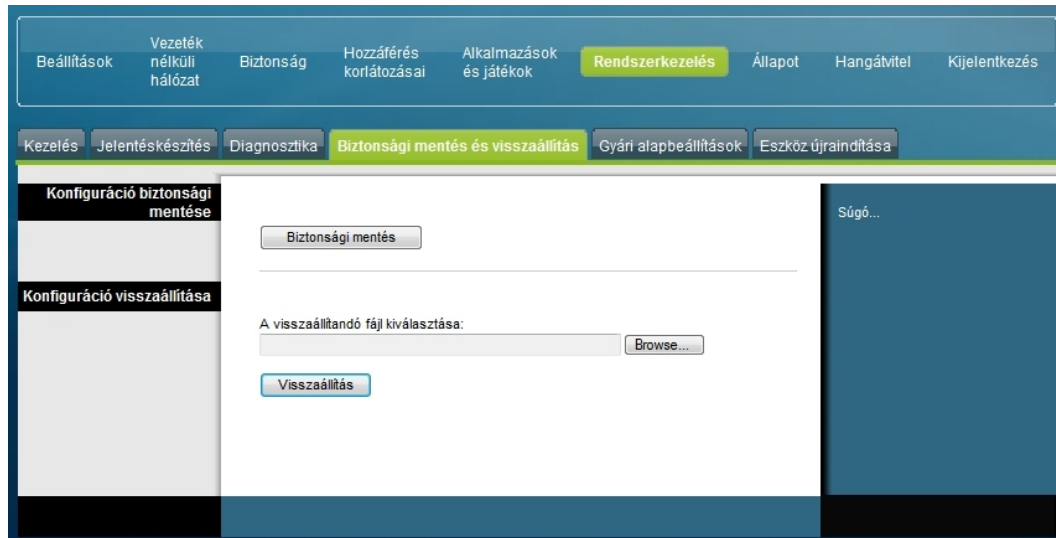 Beállítások
Vezeték
nélküli
hálózat
Biztonság
Hozzáférés
korlátozásai
Alkalmazások
és játékok
Rendszerkezelés
Állapot
Hangátvitel
Kijelentkezés
Kezelés
Jelentéskészítés
Diagnosztika
Biztonsági mentés és visszaállítás
Gyári alapbeállítások
Eszköz újraindítása
Konfiguráció biztonsági
mentése
Biztonsági mentés
Súgó...
Konfiguráció visszaállítása
A visszaállítandó fájl kiválasztása:
Browse...
Visszaállítás